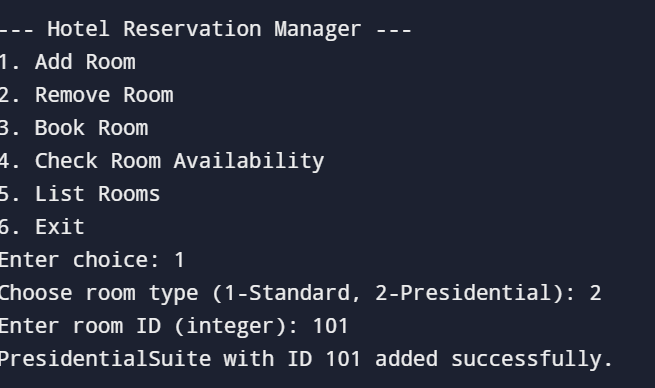 --- Hotel Reservation Manager ---
1. Add Room
2. Remove Room
3. Book Room
4. Check Room Availability
5. List Rooms
6. Exit
Enter choice: 1
Choose room type (1-Standard, 2-Presidential): 2
Enter room ID (integer): 101
PresidentialSuite with ID 101 added successfully.